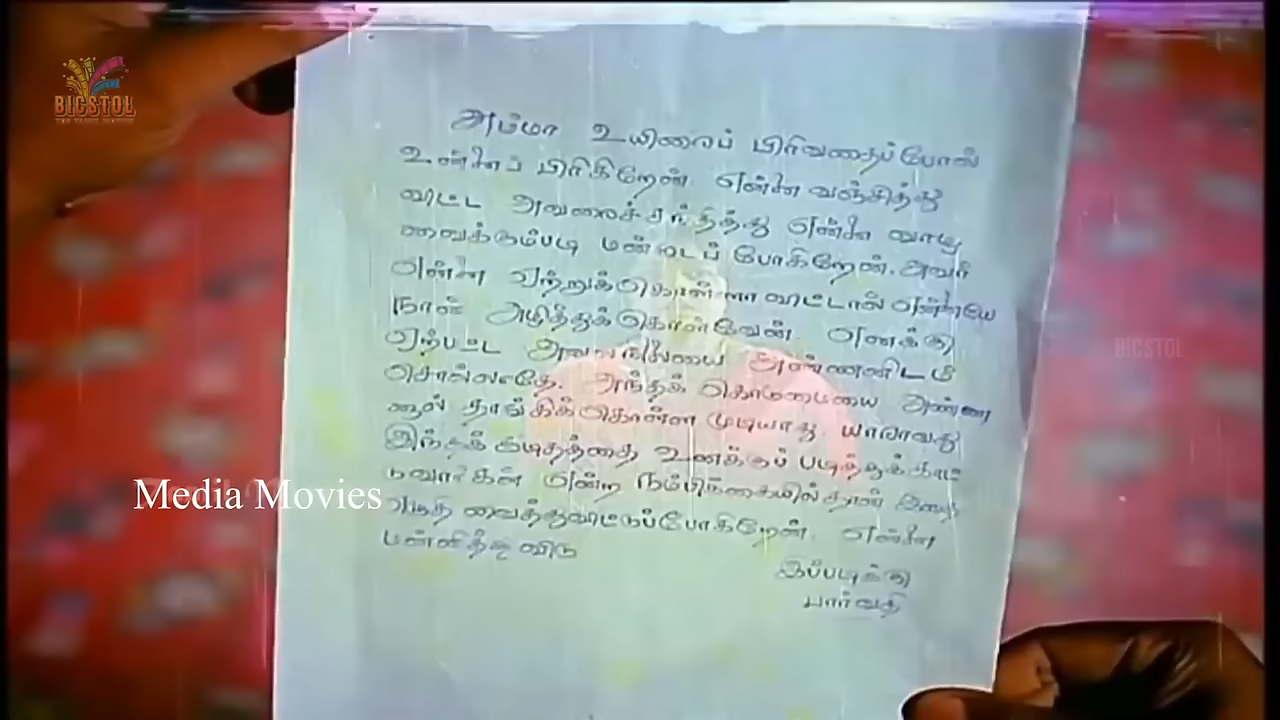 BICSTOL
அம்மா உயிரைப் பிரிவதைப்போல்
உன்னைப் பிரிகிறேன். என்னை வஞ்சித்து
விட்ட அவரைச் சந்தித்து என்னை வாழ
வைக்கும்படி மன்றாடப் போகிறேன். அவர்
என்னை ஏற்றுக்கொள்ளா விட்டால் என்னையே
நான் அழித்துக்கொள்வேன். எனக்கு
ஏற்பட்ட அவலநிலையை அண்ணனிடம்
சொல்லாதே. அந்தக் கொடுமையை அண்ண
னால் தாங்கிக்கொள்ள முடியாது. யாராவது
இந்தக் கடிதத்தை உனக்குப் படித்துக் காட்
டுவார்கள் என்ற நம்பிக்கையில்தான் இதை
எழுதி வைத்துவிட்டுப்போகிறேன். என்னை
மன்னித்து விடு
இப்படிக்கு
பார்வதி
BICSTOL
Media Movies